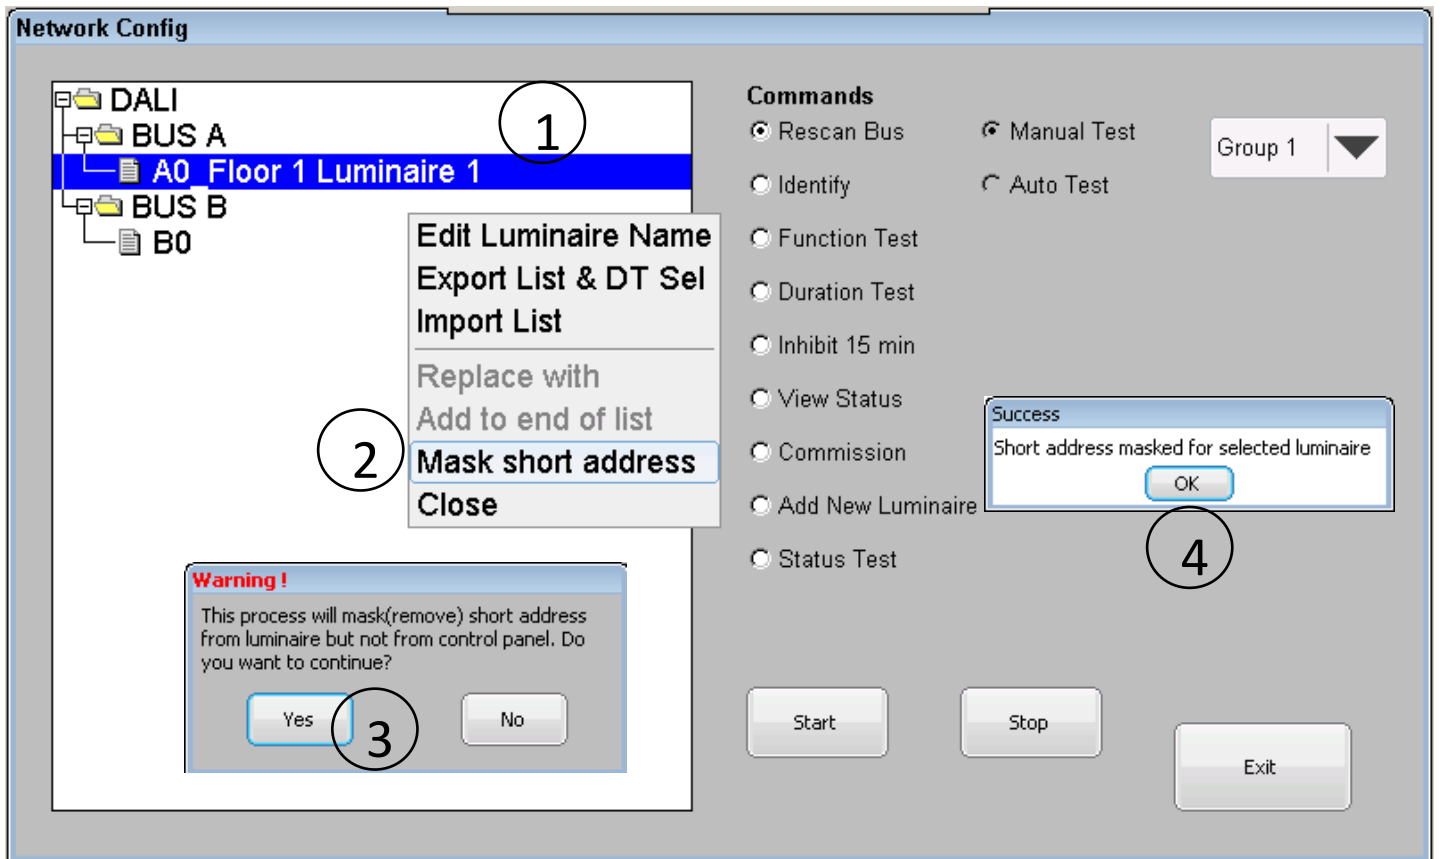 Network Config
DALI
BUS A
A0_Floor 1 Luminaire 1
BUS B
B0
1
Edit Luminaire Name
Export List & DT Sel
Import List
Replace with
Add to end of list
Mask short address
Close
2
Warning !
This process will mask(remove) short address
from luminaire but not from control panel. Do
you want to continue?
Yes
No
3
Commands
Rescan Bus
Manual Test
Group 1
Identify
Auto Test
Function Test
Duration Test
Inhibit 15 min
View Status
Commission
Add New Luminaire
Status Test
Success
Short address masked for selected luminaire
OK
4
Start
Stop
Exit